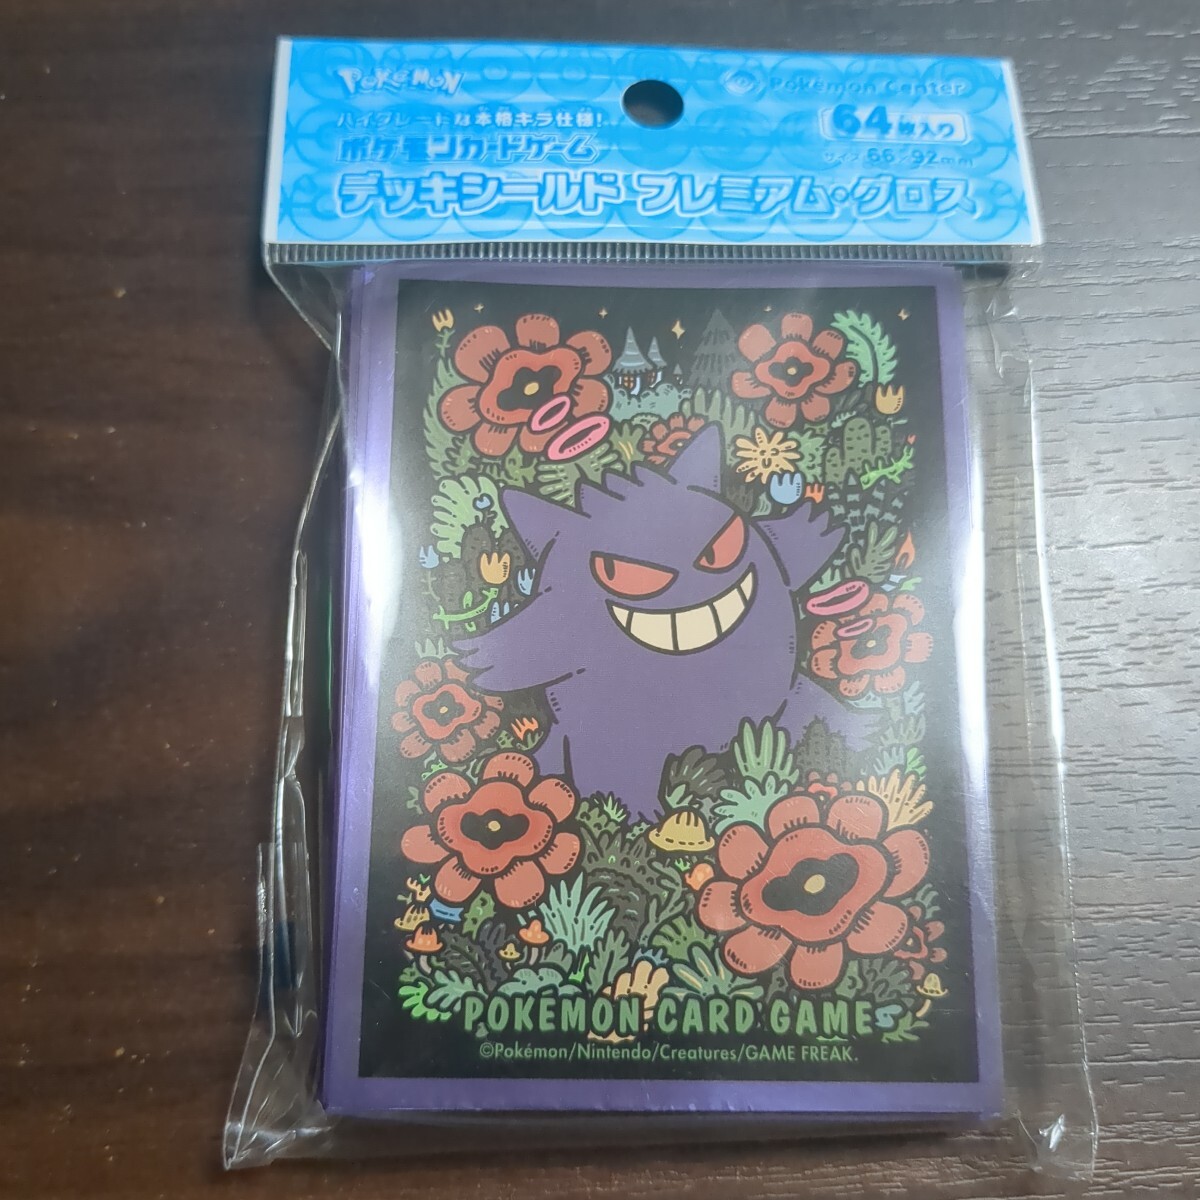 POKÉMON
Pokémon Center
ハイグレードな本格キラ仕様!
64枚入り
ポケモンカードゲーム
サイズ 66×92mm
デッキシールド プレミアム・グロス
POKÉMON CARD GAME
©Pokémon/Nintendo/Creatures/GAME FREAK.